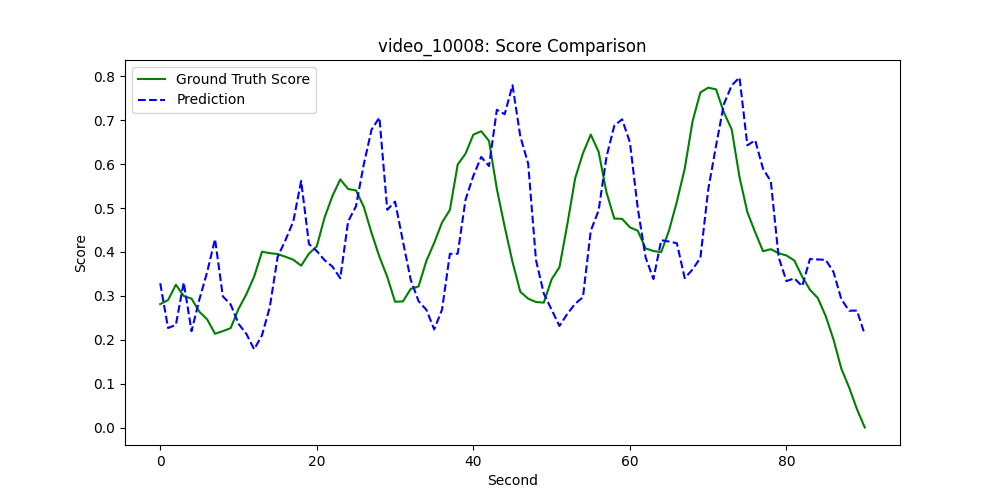 video_10008: Score Comparison
Ground Truth Score
Prediction
Score
0.8
0.7
0.6
0.5
0.4
0.3
0.2
0.1
0.0
0 20 40 60 80
Second